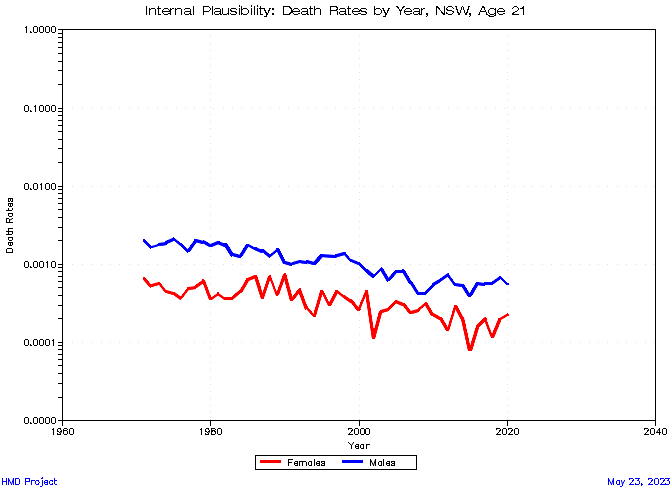 Internal Plausibility: Death Rates by Year, NSW, Age 21
1.0000
0.1000
0.0100
0.0010
0.0001
0.0000
Death Rates
1960 1980 2000 2020 2040
Year
Females Males
HMD Project May 23, 2023